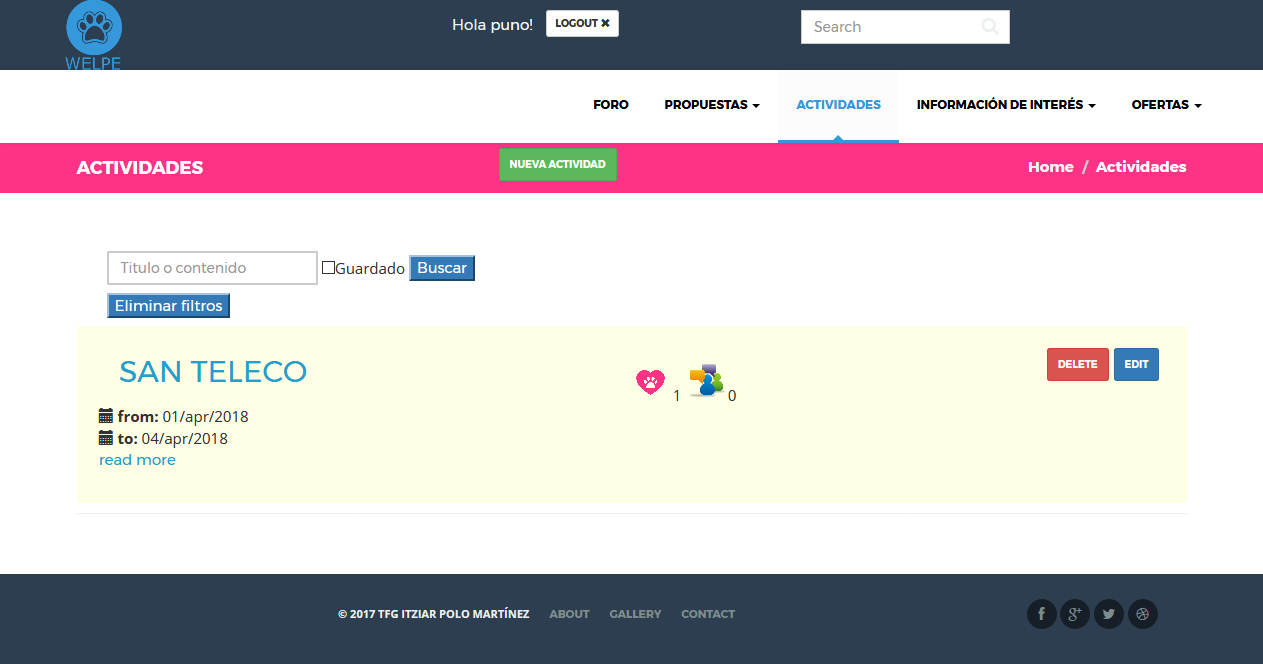 WELPE
Hola puno! LOGOUT ✖
Search
FORO PROPUESTAS ACTIVIDADES INFORMACIÓN DE INTERÉS OFERTAS
ACTIVIDADES NUEVA ACTIVIDAD Home / Actividades
Titulo o contenido Guardado Buscar
Eliminar filtros
SAN TELECO 1 0 DELETE EDIT
from: 01/apr/2018
to: 04/apr/2018
read more
© 2017 TFG ITZIAR POLO MARTÍNEZ ABOUT GALLERY CONTACT